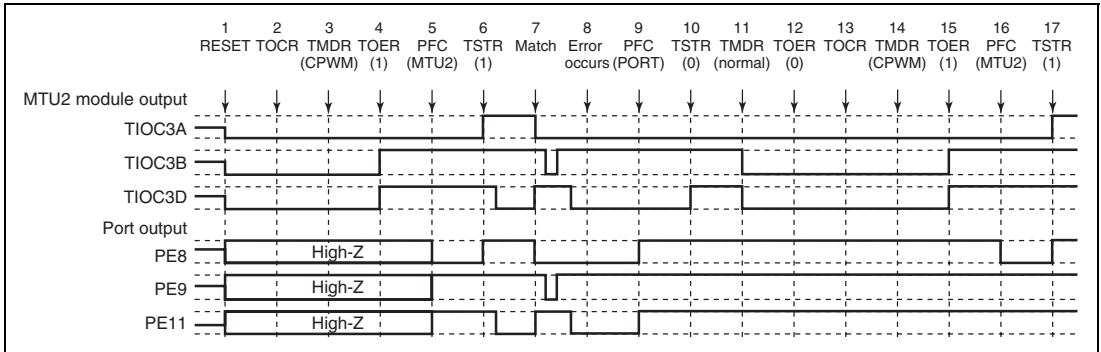 1 2 3 4 5 6 7 8 9 10 11 12 13 14 15 16 17
RESET TOCR TMDR TOER PFC TSTR Match Error PFC TSTR TMDR TOER TOCR TMDR TOER PFC TSTR
(CPWM) (1) (MTU2) (1) occurs (PORT) (0) (normal) (0) (CPWM) (1) (MTU2) (1)
MTU2 module output
TIOC3A
TIOC3B
TIOC3D
Port output
PE8 High-Z
PE9 High-Z
PE11 High-Z